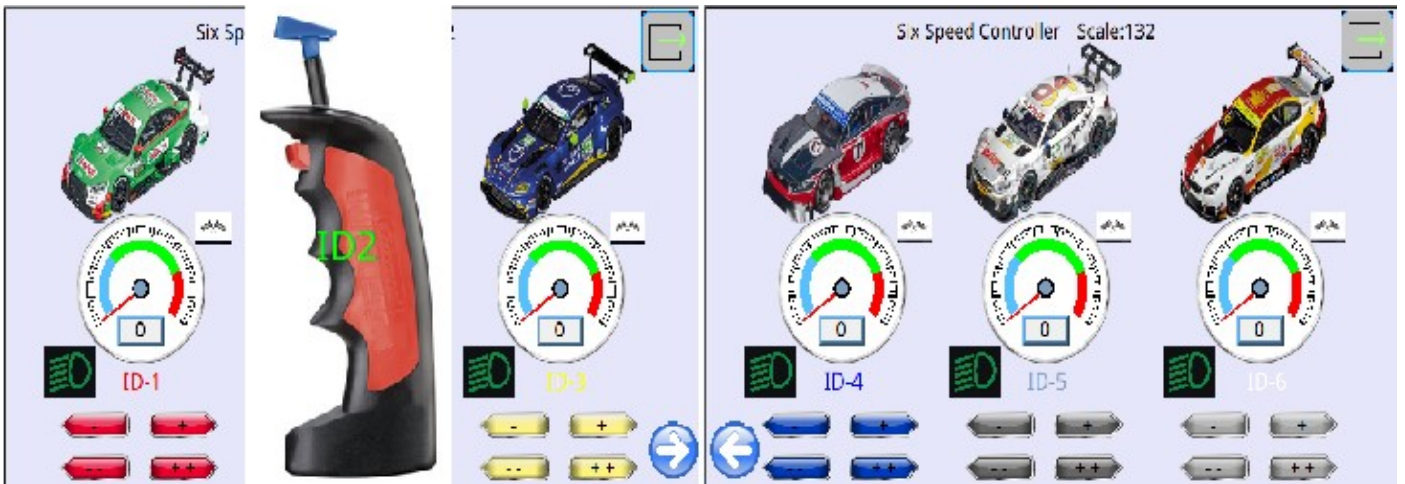 Six Sp
2
Six Speed Controller Scale:132
ID2
0
0
0
0
0
ID-1
ID-3
ID-4
ID-5
ID-6
- +
- +
- +
- +
- +
-- ++
-- ++
-- ++
-- ++
-- ++